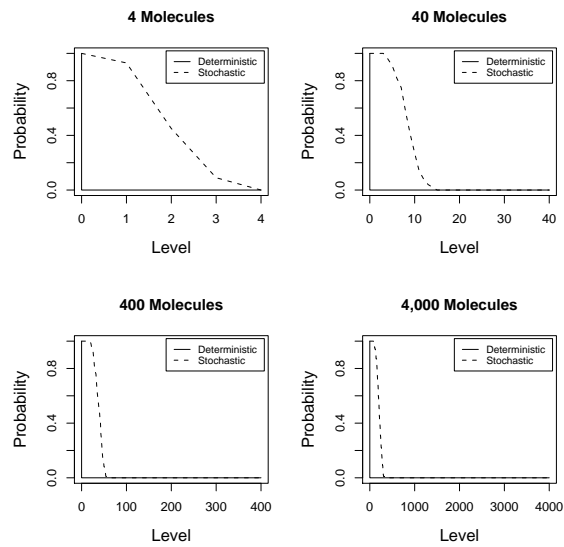 4 Molecules
Probability
0.0
0.4
0.8
Deterministic
Stochastic
0
1
2
3
4
Level
40 Molecules
Probability
0.0
0.4
0.8
Deterministic
Stochastic
0
10
20
30
40
Level
400 Molecules
Probability
0.0
0.4
0.8
Deterministic
Stochastic
0
100
200
300
400
Level
4,000 Molecules
Probability
0.0
0.4
0.8
Deterministic
Stochastic
0
1000
2000
3000
4000
Level